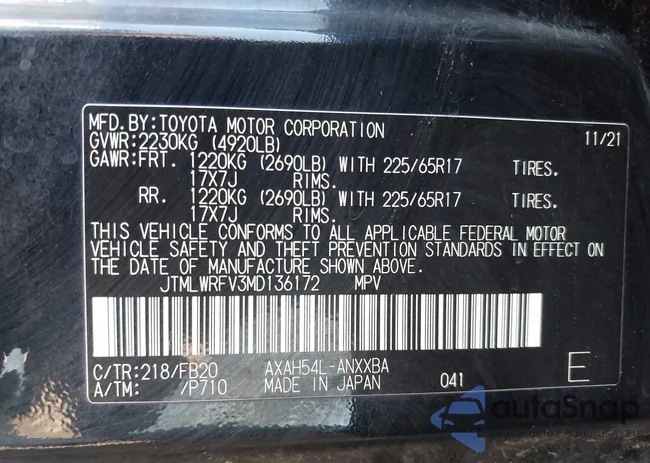 MFD.BY:TOYOTA MOTOR CORPORATION 11/21
GVWR:2230KG (4920LB)
GAWR:FRT. 1220KG (2690LB) WITH 225/65R17 TIRES.
17X7J RIMS.
RR. 1220KG (2690LB) WITH 225/65R17 TIRES.
17X7J RIMS.
THIS VEHICLE CONFORMS TO ALL APPLICABLE FEDERAL MOTOR
VEHICLE SAFETY AND THEFT PREVENTION STANDARDS IN EFFECT ON
THE DATE OF MANUFACTURE SHOWN ABOVE.
JTMLWRFV3MD136172 MPV
C/TR:218/FB20 AXAH54L-ANXXBA
A/TM: /P710 MADE IN JAPAN 041 E
autoSnap